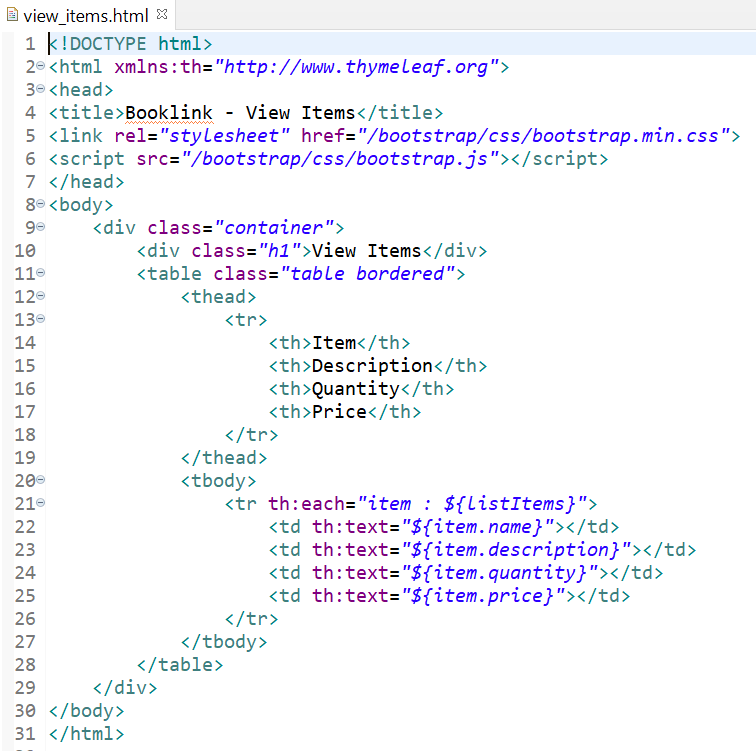 view_items.html
1 <!DOCTYPE html>
2 <html xmlns:th="http://www.thymeleaf.org">
3 <head>
4 <title>Booklink - View Items</title>
5 <link rel="stylesheet" href="/bootstrap/css/bootstrap.min.css">
6 <script src="/bootstrap/css/bootstrap.js"></script>
7 </head>
8 <body>
9     <div class="container">
10         <div class="h1">View Items</div>
11         <table class="table bordered">
12             <thead>
13                 <tr>
14                     <th>Item</th>
15                     <th>Description</th>
16                     <th>Quantity</th>
17                     <th>Price</th>
18                 </tr>
19             </thead>
20             <tbody>
21                 <tr th:each="item : ${listItems}">
22                     <td th:text="${item.name}"></td>
23                     <td th:text="${item.description}"></td>
24                     <td th:text="${item.quantity}"></td>
25                     <td th:text="${item.price}"></td>
26                 </tr>
27             </tbody>
28         </table>
29     </div>
30 </body>
31 </html>